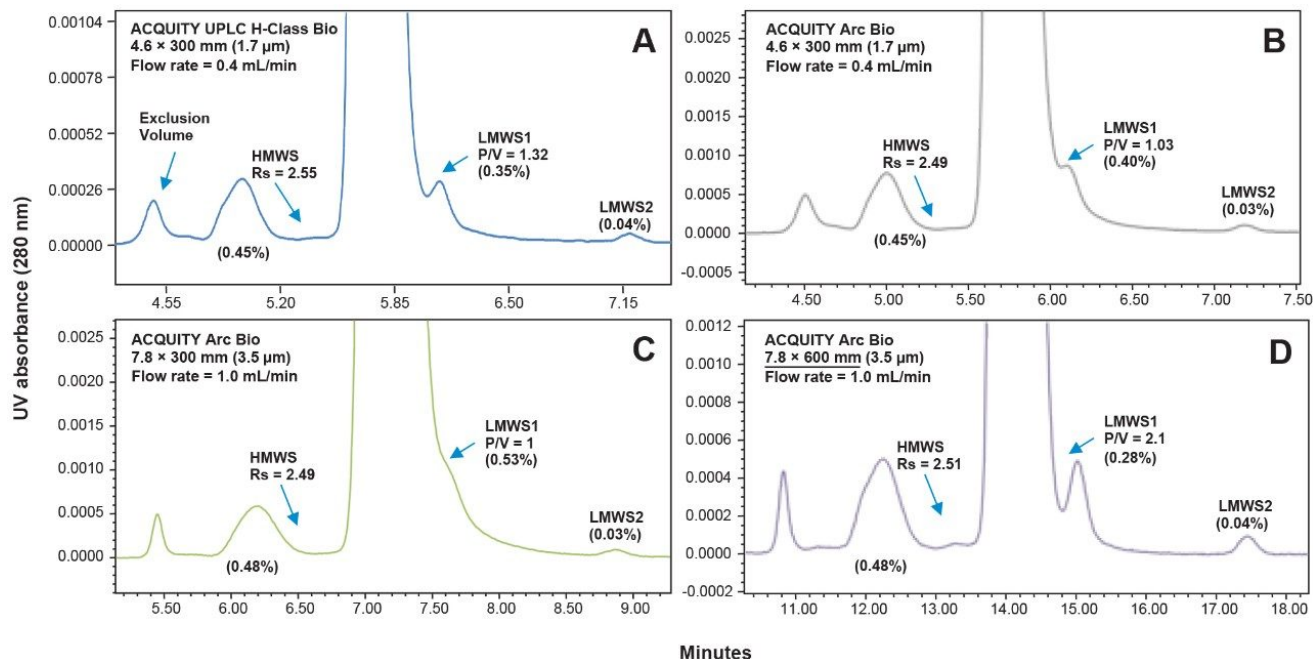 UV absorbance (280 nm)
ACQUITY UPLC H-Class Bio
4.6 × 300 mm (1.7 µm)
Flow rate = 0.4 mL/min
A
Exclusion
Volume
HMWS
Rs = 2.55
LMWS1
P/V = 1.32
(0.35%)
LMWS2
(0.04%)
(0.45%)
0.00104
0.00078
0.00052
0.00026
0.00000
4.55 5.20 5.85 6.50 7.15
ACQUITY Arc Bio
4.6 × 300 mm (1.7 µm)
Flow rate = 0.4 mL/min
B
HMWS
Rs = 2.49
LMWS1
P/V = 1.03
(0.40%)
LMWS2
(0.03%)
(0.45%)
0.0025
0.0020
0.0015
0.0010
0.0005
0.0000
-0.0005
4.50 5.00 5.50 6.00 6.50 7.00 7.50
ACQUITY Arc Bio
7.8 × 300 mm (3.5 µm)
Flow rate = 1.0 mL/min
C
HMWS
Rs = 2.49
LMWS1
P/V = 1
(0.53%)
LMWS2
(0.03%)
(0.48%)
0.0025
0.0020
0.0015
0.0010
0.0005
0.0000
5.50 6.00 6.50 7.00 7.50 8.00 8.50 9.00
ACQUITY Arc Bio
7.8 × 600 mm (3.5 µm)
Flow rate = 1.0 mL/min
D
HMWS
Rs = 2.51
LMWS1
P/V = 2.1
(0.28%)
LMWS2
(0.04%)
(0.48%)
0.0012
0.0010
0.0008
0.0006
0.0004
0.0002
0.0000
-0.0002
11.00 12.00 13.00 14.00 15.00 16.00 17.00 18.00
Minutes